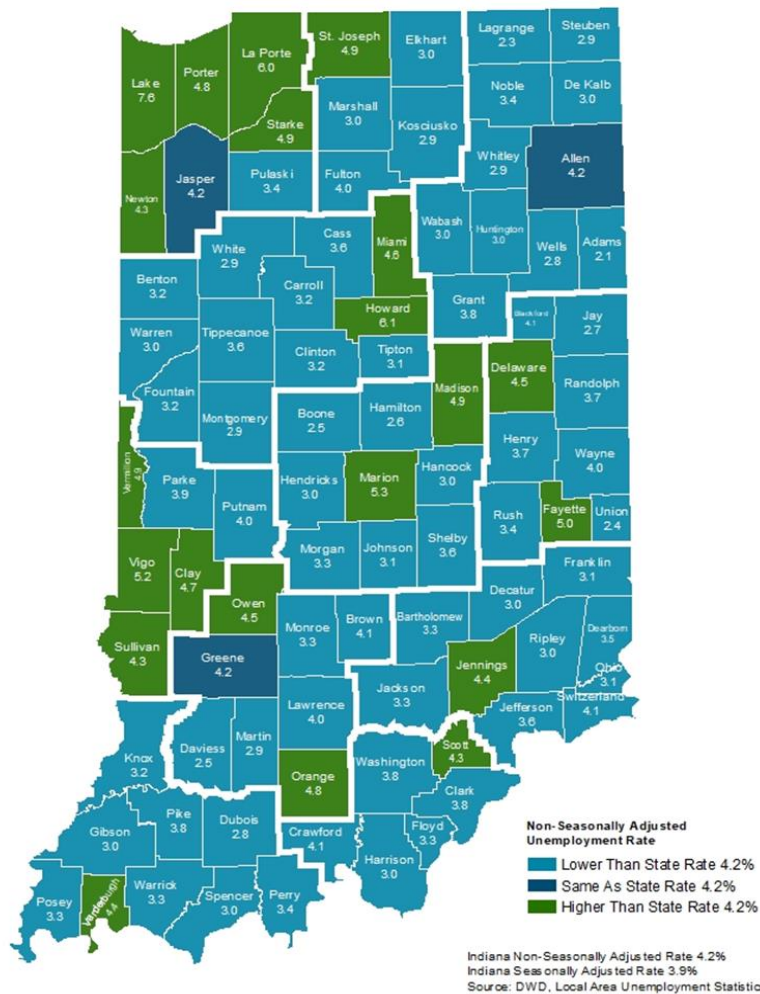 St. Joseph
4.9
Elkhart
3.0
Lagrange
2.3
Steuben
2.9
Lake
7.6
Porter
4.8
La Porte
6.0
Noble
3.4
De Kalb
3.0
Marshall
3.0
Kosciusko
2.9
Starke
4.9
Whitley
2.9
Allen
4.2
Newton
4.3
Jasper
4.2
Pulaski
3.4
Fulton
4.0
Wabash
3.0
Huntington
3.0
Wells
2.8
Adams
2.1
White
2.9
Cass
3.6
Miami
Benton
3.2
Carroll
3.2
Howard
6.1
Grant
3.8
Blackford
4.1
Jay
2.7
Warren
3.0
Tippecanoe
3.6
Clinton
3.2
Tipton
3.1
Madison
4.9
Delaware
4.5
Randolph
3.7
Fountain
3.2
Montgomery
2.9
Boone
2.5
Hamilton
2.6
Henry
3.7
Wayne
4.0
Vermillion
4.9
Parke
3.9
Putnam
4.0
Hendricks
3.0
Marion
5.3
Hancock
3.0
Rush
3.4
Fayette
5.0
Union
2.4
Morgan
3.3
Johnson
3.1
Shelby
3.6
Vigo
5.2
Clay
4.7
Owen
4.5
Franklin
3.1
Decatur
3.0
Monroe
3.3
Brown
4.1
Bartholomew
3.3
Ripley
3.0
Dearborn
3.5
Sullivan
4.3
Greene
4.2
Jennings
4.4
Ohio
3.1
Jackson
3.3
Jefferson
3.6
Switzerland
4.1
Lawrence
4.0
Knox
3.2
Daviess
2.5
Martin
2.9
Orange
4.8
Washington
3.8
Scott
4.3
Clark
3.8
Gibson
3.0
Pike
3.8
Dubois
2.8
Crawford
4.1
Floyd
3.3
Harrison
3.0
Posey
3.3
4.4
Warrick
3.3
Spencer
3.0
Perry
3.4
Non-Seasonally Adjusted
Unemployment Rate
Lower Than State Rate 4.2%
Same As State Rate 4.2%
Higher Than State Rate 4.2%
Indiana Non-Seasonally Adjusted Rate 4.2%
Indiana Seasonally Adjusted Rate 3.9%
Source: DWD, Local Area Unemployment Statistic